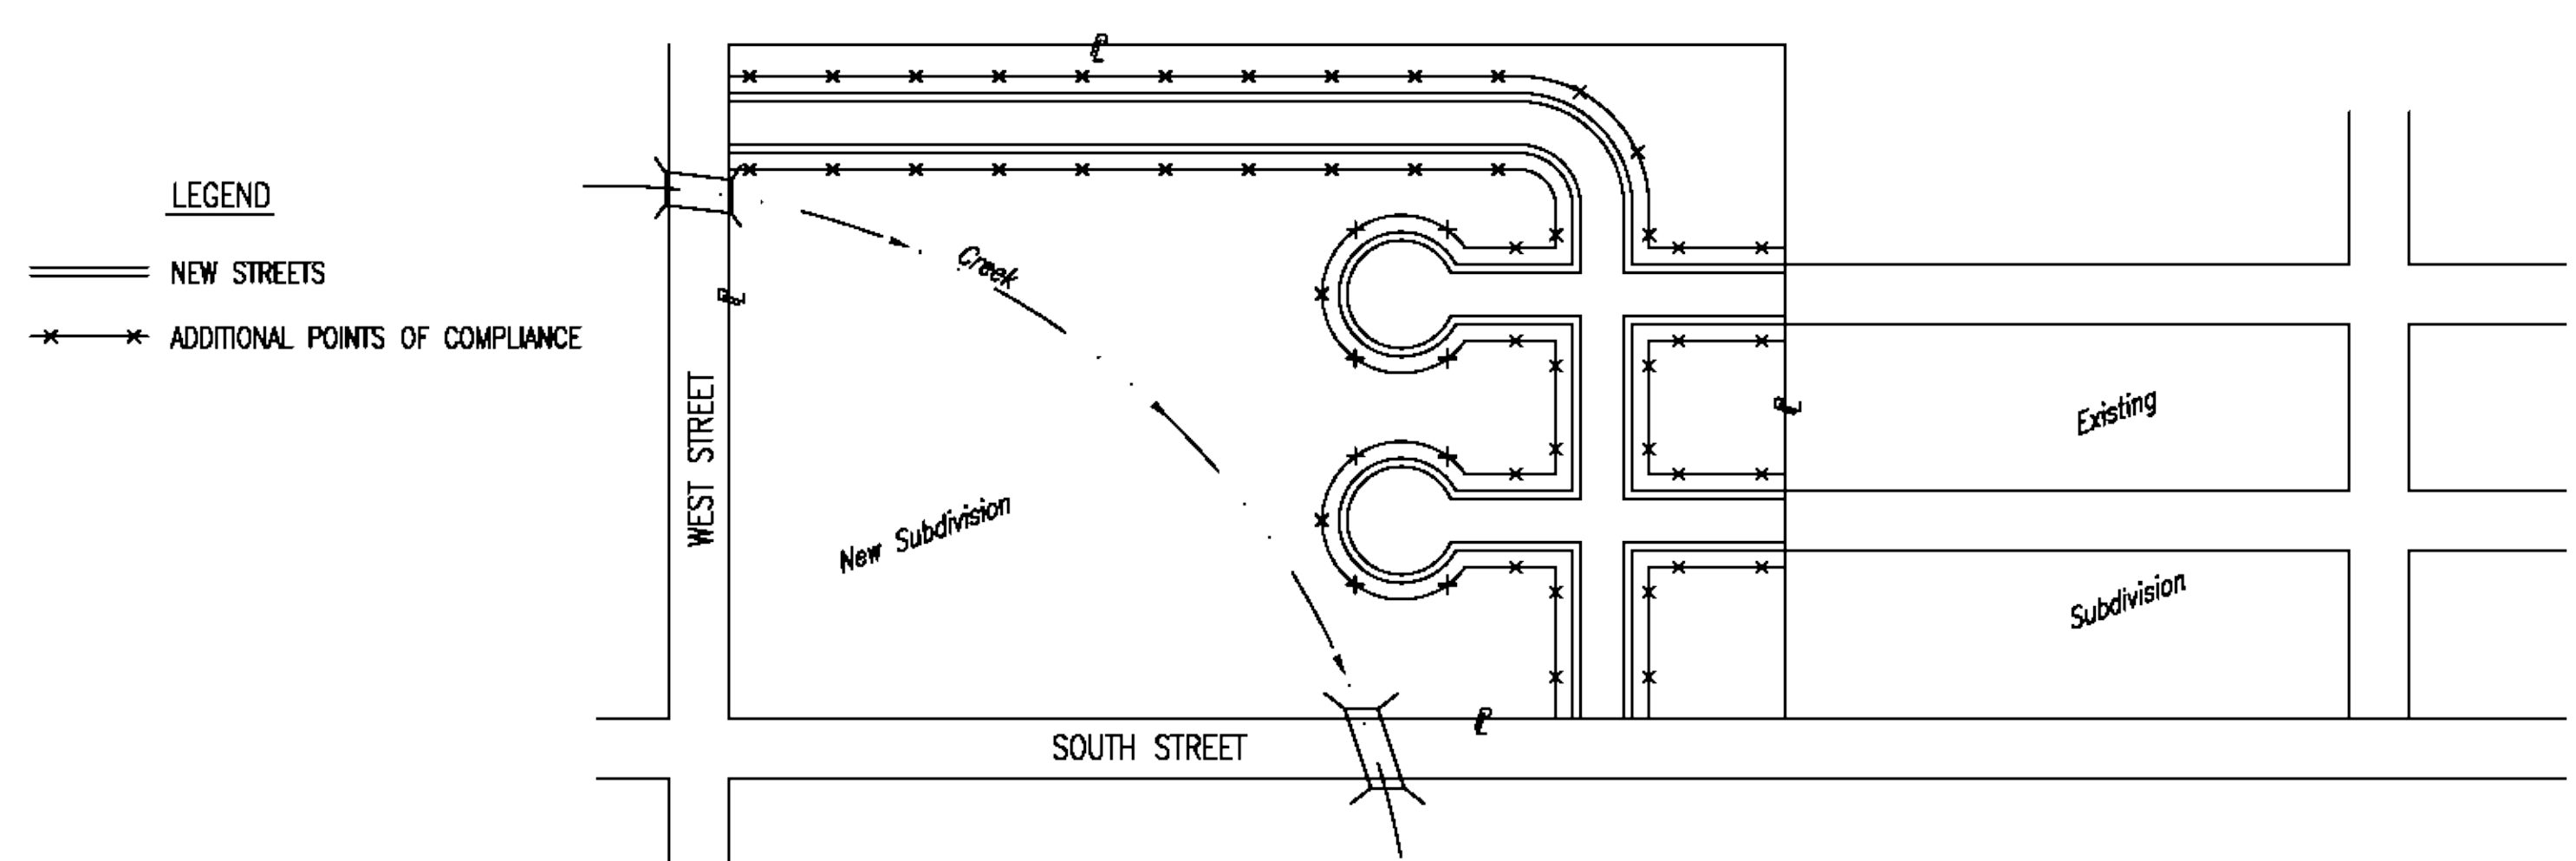 LEGEND
NEW STREETS
ADDITIONAL POINTS OF COMPLIANCE
WEST STREET
Creek
New Subdivision
SOUTH STREET
Existing
Subdivision